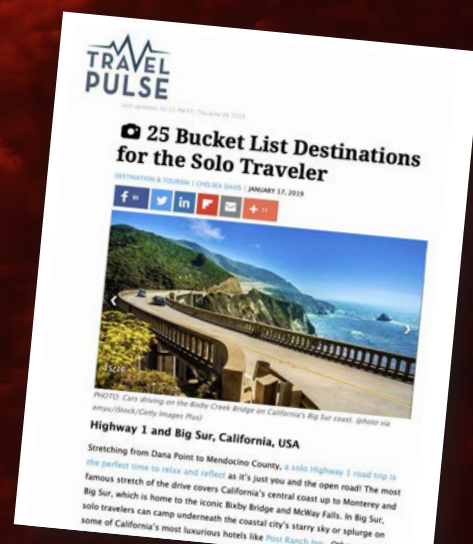 TRAVEL
PULSE
25 Bucket List Destinations
for the Solo Traveler
DESTINATION & TOURISM | CHELSEA DAVIS | JANUARY 17, 2019
15/26
PHOTO: Cars driving on the Bixby Creek Bridge on California's Big Sur coast. (photo via
/iStock/Getty Images Plus)
Highway 1 and Big Sur, California, USA
Stretching from Dana Point to Mendocino County, a solo Highway 1 road trip is
the perfect time to relax and reflect as it's just you and the open road! The most
famous stretch of the drive covers California's central coast up to Monterey and
Big Sur, which is home to the iconic Bixby Bridge and McWay Falls. In Big Sur,
solo travelers can camp underneath the coastal city's starry sky or splurge on
some of California's most luxurious hotels like Post Ranch Inn.